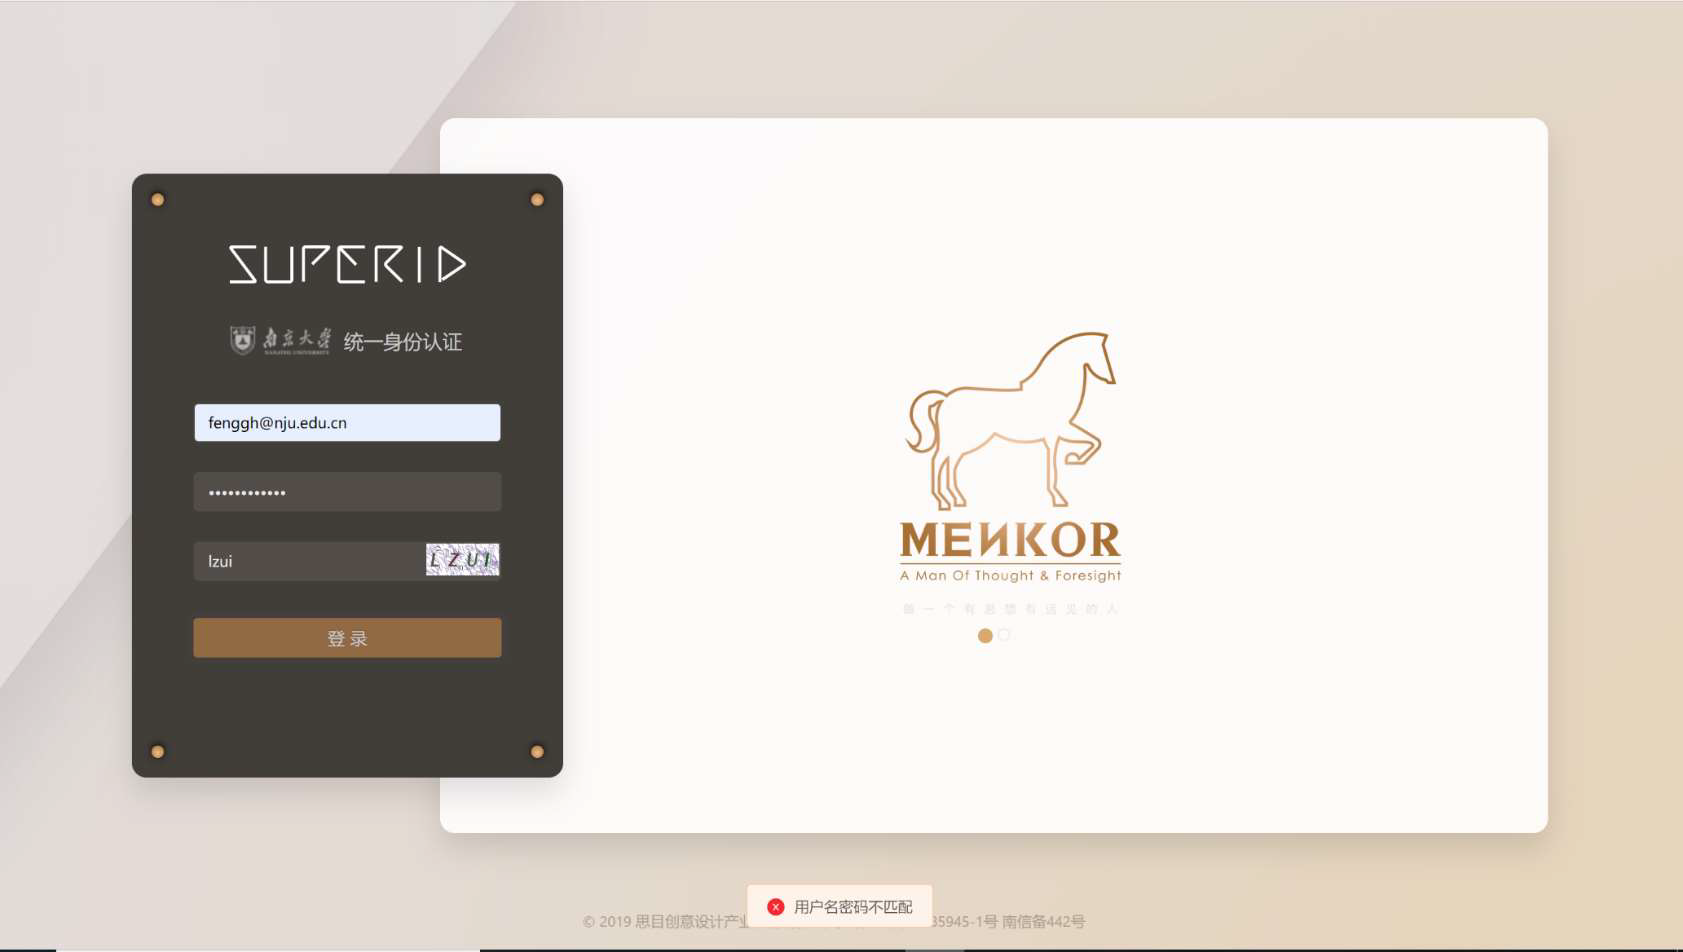 SUPERID
南京大學
NANJING UNIVERSITY
统一身份认证
fenggh@nju.edu.cn
••••••••••••
lzui
LZUI
登 录
MEИKOR
A Man Of Thought & Foresight
做一个有思想有远见的人
用户名密码不匹配
© 2019 思目创意设计产业 35945-1号 南信备442号